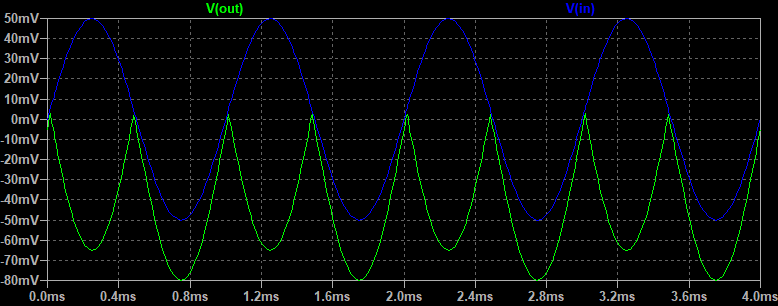 V(out) V(in)
50mV
40mV
30mV
20mV
10mV
0mV
-10mV
-20mV
-30mV
-40mV
-50mV
-60mV
-70mV
-80mV
0.0ms 0.4ms 0.8ms 1.2ms 1.6ms 2.0ms 2.4ms 2.8ms 3.2ms 3.6ms 4.0ms